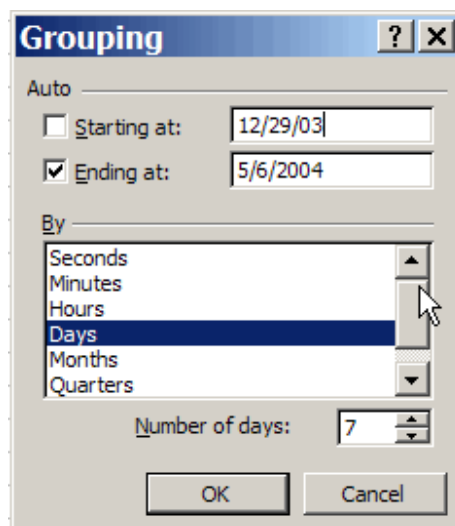 Grouping ? X
Auto
Starting at: 12/29/03
Ending at: 5/6/2004
By
Seconds
Minutes
Hours
Days
Months
Quarters
Number of days: 7
OK Cancel